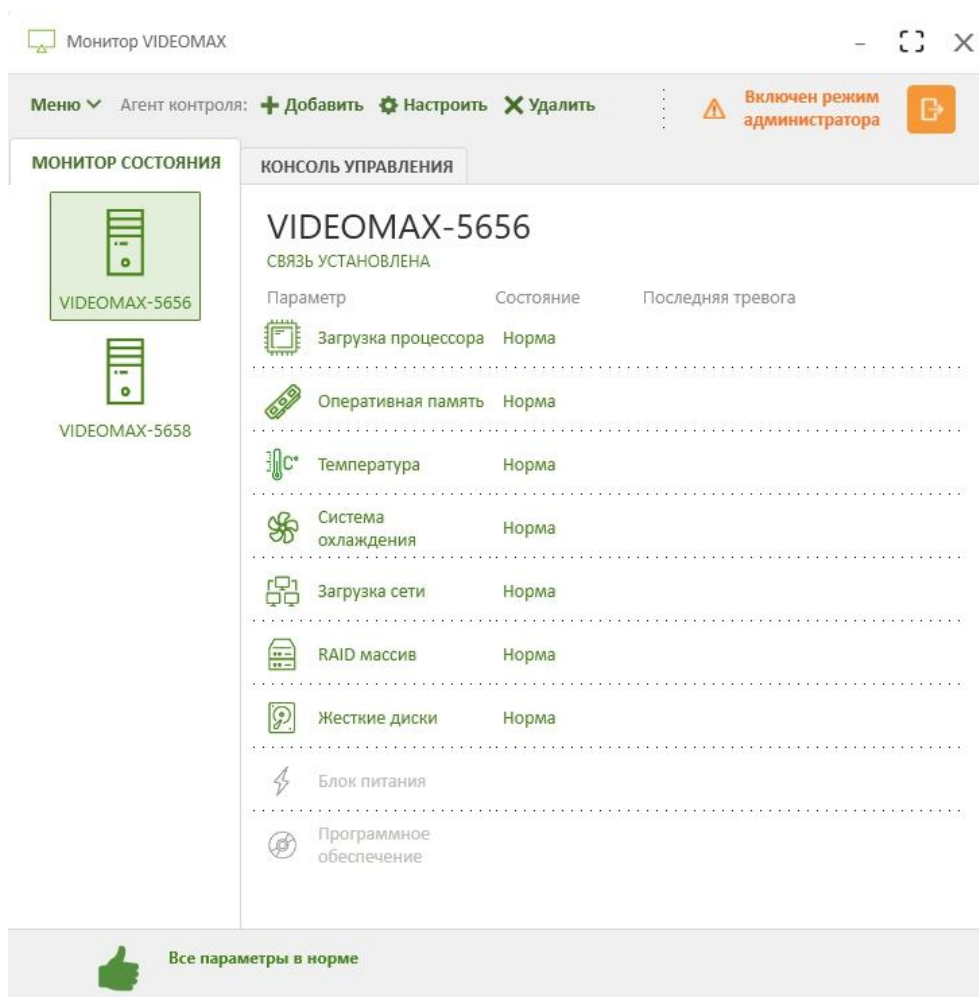 Монитор VIDEOMAX
Меню Агент контроля: Добавить Настроить Удалить
Включен режим
администратора
МОНИТОР СОСТОЯНИЯ
КОНСОЛЬ УПРАВЛЕНИЯ
VIDEOMAX-5656
VIDEOMAX-5658
VIDEOMAX-5656
СВЯЗЬ УСТАНОВЛЕНА
Параметр Состояние Последняя тревога
Загрузка процессора Норма
Оперативная память Норма
C° Температура Норма
Система
охлаждения Норма
Загрузка сети Норма
RAID массив Норма
Жесткие диски Норма
Блок питания
Программное
обеспечение
Все параметры в норме